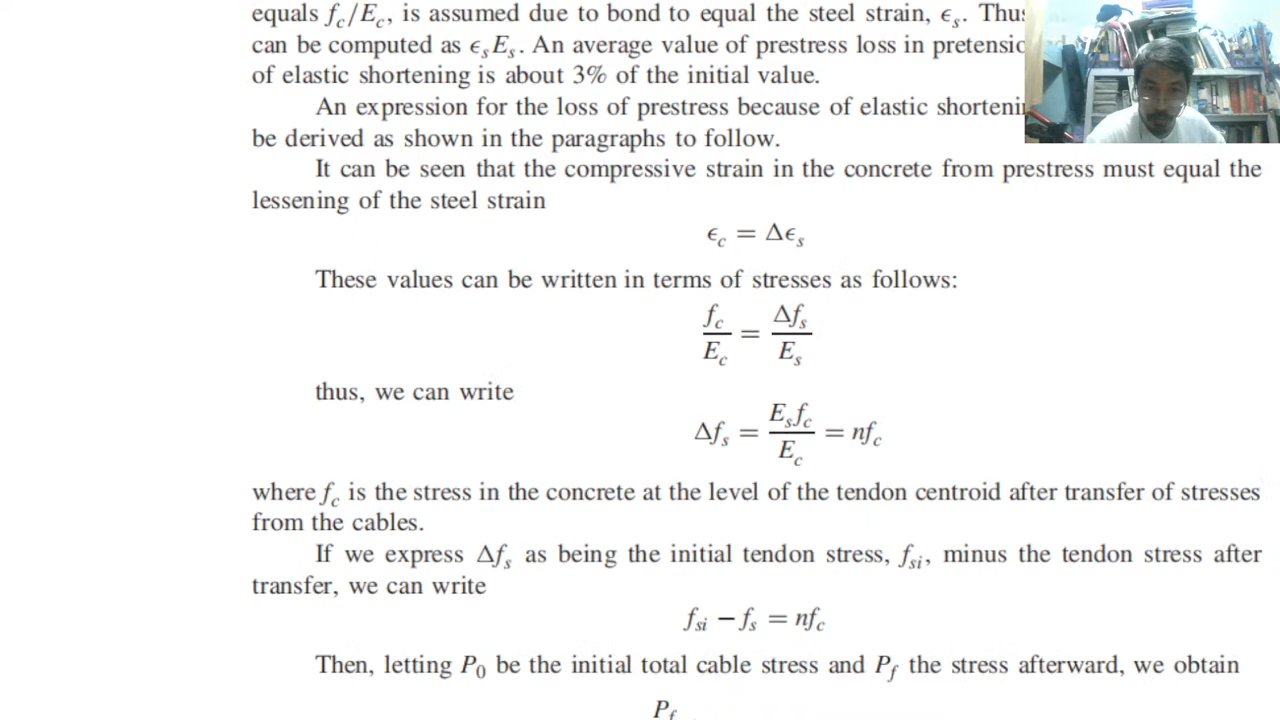 equals f_c/E_c, is assumed due to bond to equal the steel strain, ϵ_s. Thus
can be computed as ϵ_sE_s. An average value of prestress loss in
of elastic shortening is about 3% of the initial value.
An expression for the loss of prestress because of elastic
be derived as shown in the paragraphs to follow.
It can be seen that the compressive strain in the concrete from prestress must equal the
lessening of the steel strain
ϵ_c = Δϵ_s
These values can be written in terms of stresses as follows:
f_c/E_c = Δf_s/E_s
thus, we can write
Δf_s = E_sf_c/E_c = nf_c
where f_c is the stress in the concrete at the level of the tendon centroid after transfer of stresses
from the cables.
If we express Δf_s as being the initial tendon stress, f_si, minus the tendon stress after
transfer, we can write
f_si − f_s = nf_c
Then, letting P_0 be the initial total cable stress and P_f the stress afterward, we obtain
P_f